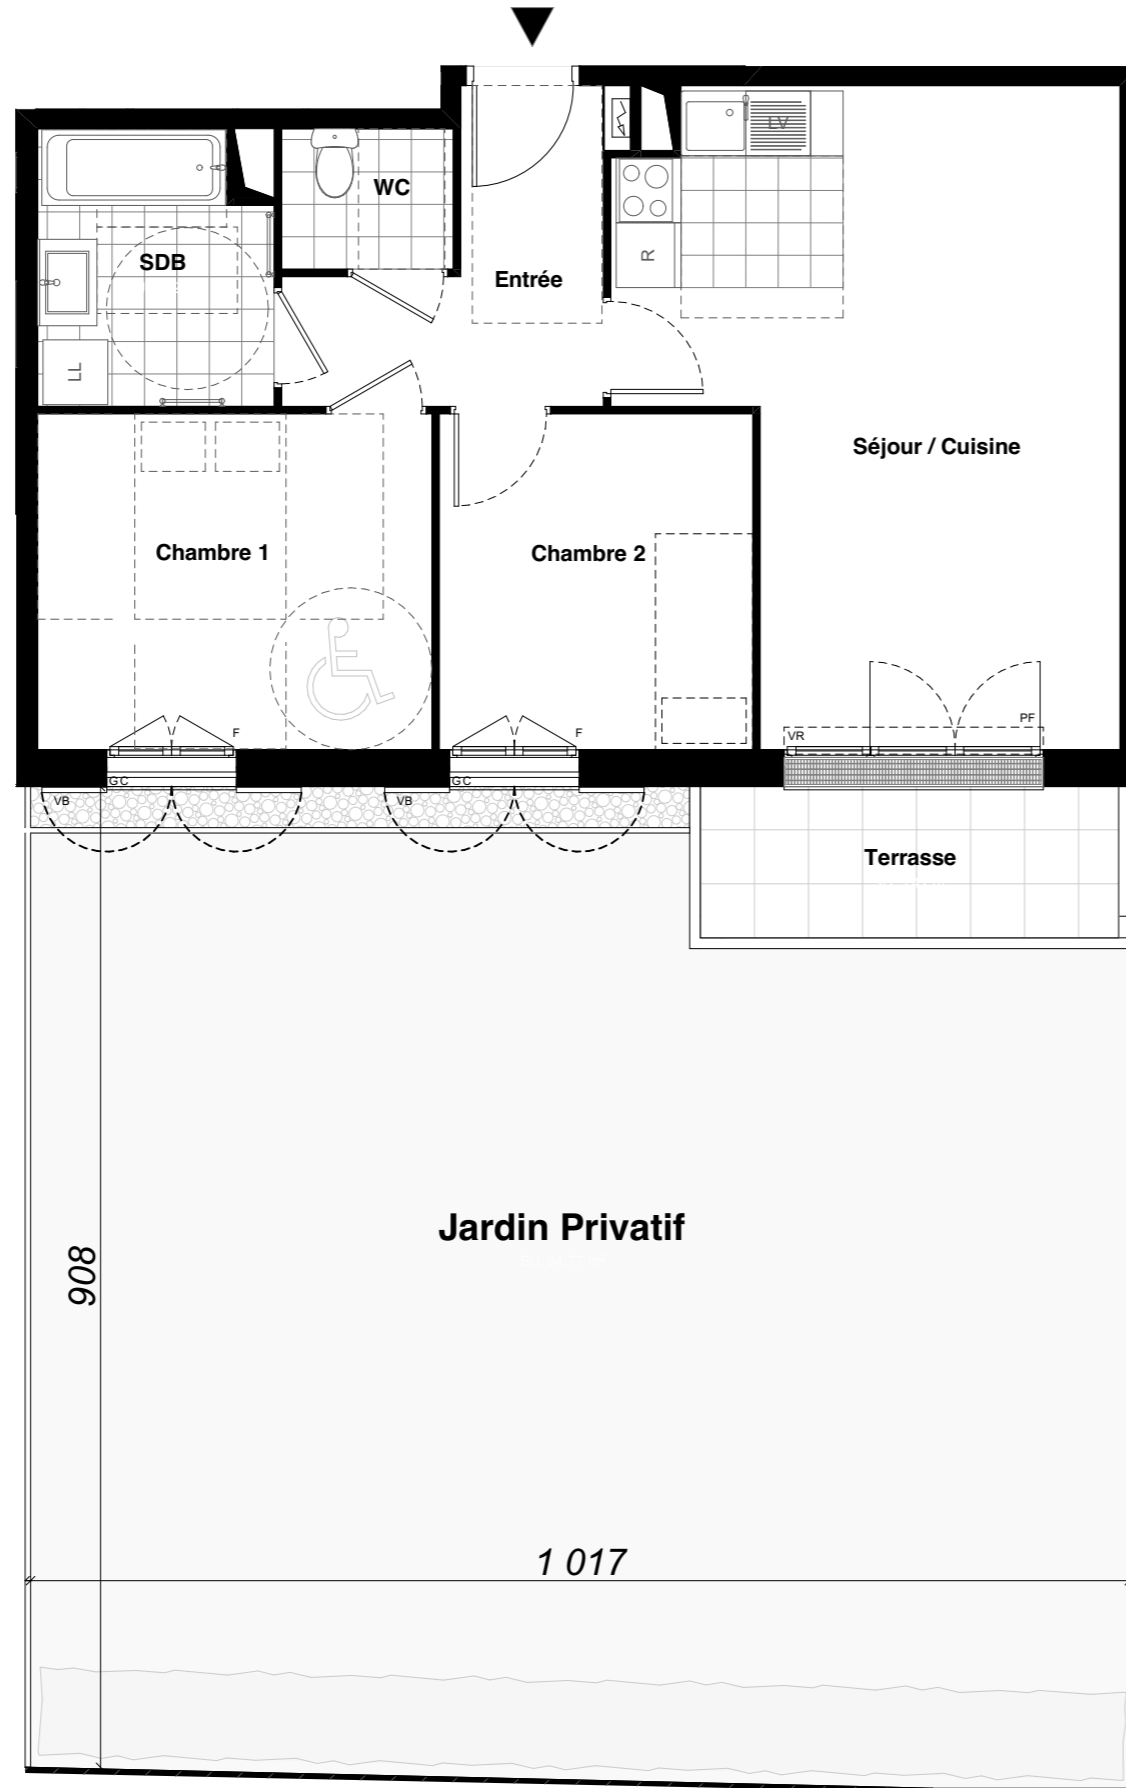 LV
WC
SDB
Entrée
R
LL
Séjour / Cuisine
Chambre 1
Chambre 2
F
F
VR
PF
GC
GC
VB
VB
Terrasse
Jardin Privatif
908
1 017